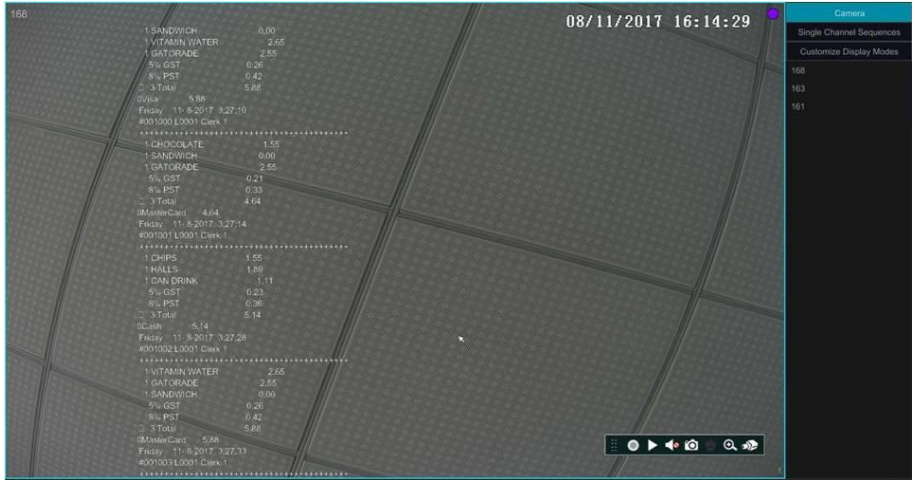 168
08/11/2017 16:14:29
1 SANDWICH 0.00
1 VITAMIN WATER 2.65
1 GATORADE 2.55
5% GST 0.26
8% PST 0.42
3 Total 5.88
0Visa 5.88
Friday 11- 8-2017 3:27:10
#001000 L0001 Clerk 1
++++++++++++++++++++++++++++++++++++
1 CHOCOLATE 1.55
1 SANDWICH 0.00
1 GATORADE 2.55
5% GST 0.21
8% PST 0.33
3 Total 4.64
0MasterCard 4.64
Friday 11- 8-2017 3:27:14
#001001 L0001 Clerk 1
++++++++++++++++++++++++++++++++++++
1 CHIPS 1.55
1 HALLS 1.89
1 CAN DRINK 1.11
5% GST 0.23
8% PST 0.36
3 Total 5.14
0Cash 5.14
Friday 11- 8-2017 3:27:28
#001002 L0001 Clerk 1
++++++++++++++++++++++++++++++++++++
1 VITAMIN WATER 2.65
1 GATORADE 2.55
1 SANDWICH 0.00
5% GST 0.26
8% PST 0.42
3 Total 5.88
0MasterCard 5.88
Friday 11- 8-2017 3:27:33
#001003 L0001 Clerk 1
++++++++++++++++++++++++++++++++++++
1
Camera
Single Channel Sequences
Customize Display Modes
168
163
161